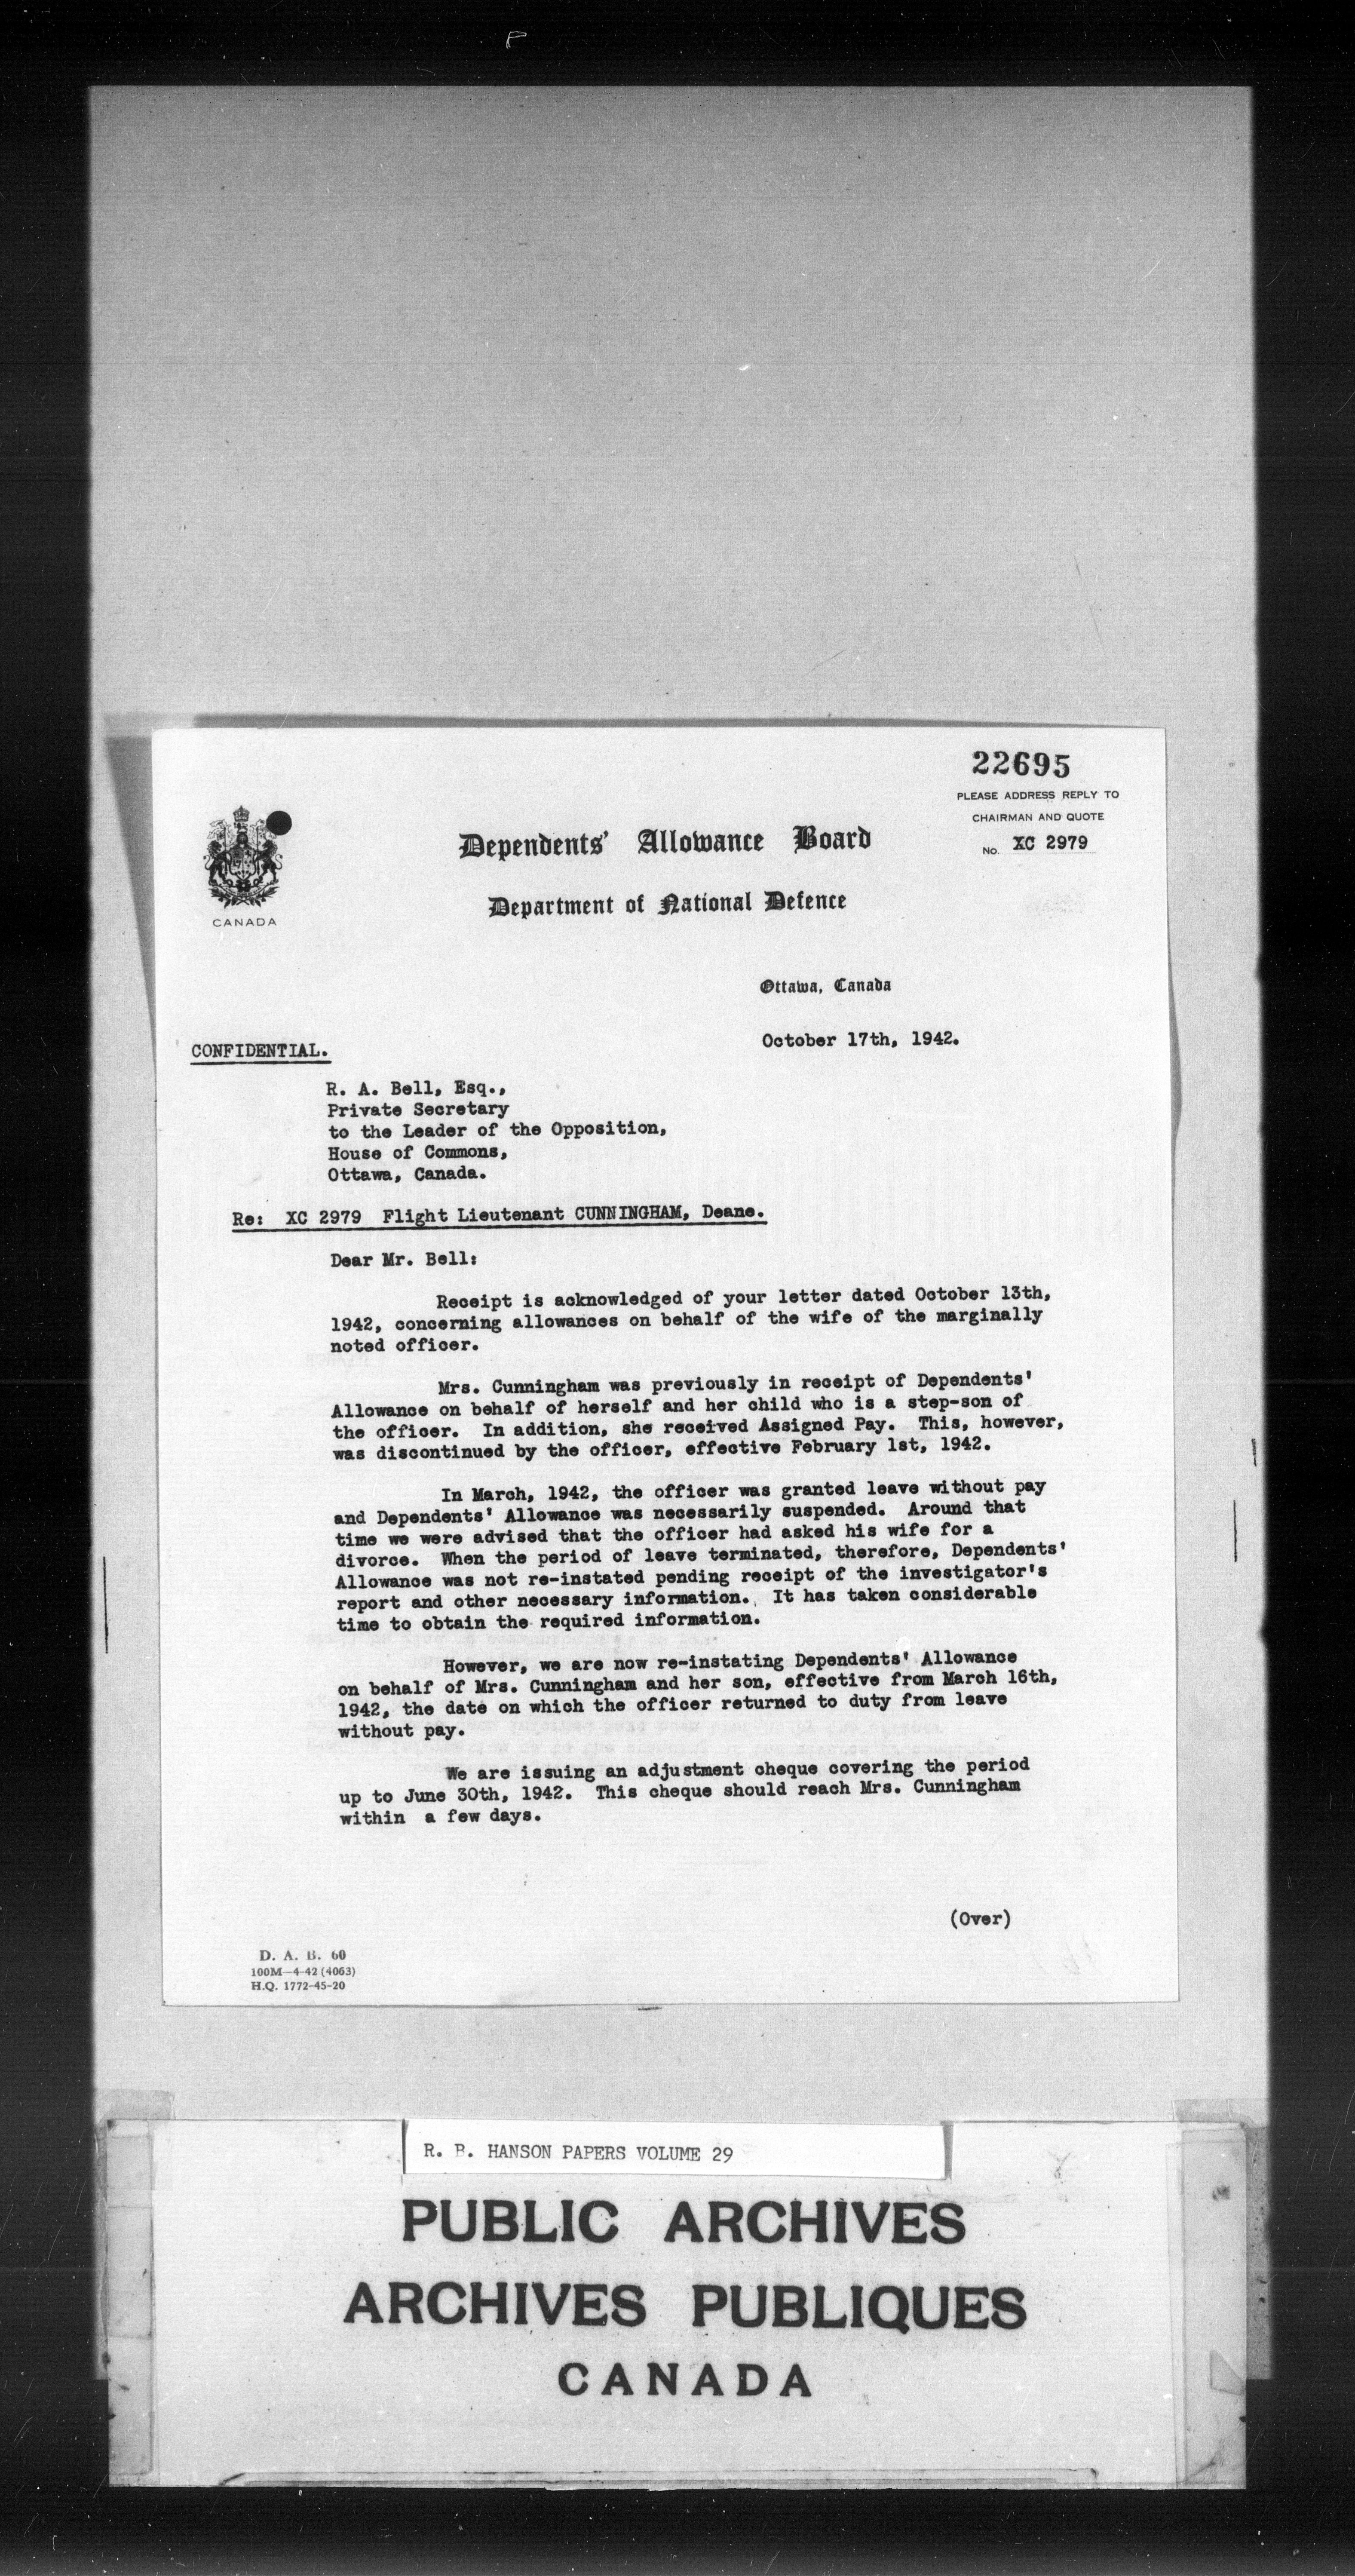 22695
PLEASE ADDRESS REPLY TO
CHAIRMAN AND QUOTE
No. XC 2979
CANADA
Dependents' Allowance Board
Department of National Defence
Ottawa, Canada
October 17th, 1942.
CONFIDENTIAL.
R. A. Bell, Esq.,
Private Secretary
to the Leader of the Opposition,
House of Commons,
Ottawa, Canada.
Re: XC 2979 Flight Lieutenant CUNNINGHAM, Deane.
Dear Mr. Bell:
Receipt is acknowledged of your letter dated October 13th,
1942, concerning allowances on behalf of the wife of the marginally
noted officer.
Mrs. Cunningham was previously in receipt of Dependents'
Allowance on behalf of herself and her child who is a step-son of
the officer. In addition, she received Assigned Pay. This, however,
was discontinued by the officer, effective February 1st, 1942.
In March, 1942, the officer was granted leave without pay
and Dependents' Allowance was necessarily suspended. Around that
time we were advised that the officer had asked his wife for a
divorce. When the period of leave terminated, therefore, Dependents'
Allowance was not re-instated pending receipt of the investigator's
report and other necessary information. It has taken considerable
time to obtain the required information.
However, we are now re-instating Dependents' Allowance
on behalf of Mrs. Cunningham and her son, effective from March 16th,
1942, the date on which the officer returned to duty from leave
without pay.
We are issuing an adjustment cheque covering the period
up to June 30th, 1942. This cheque should reach Mrs. Cunningham
within a few days.
(Over)
D. A. B. 60
100M—4-42 (4063)
H.Q. 1772-45-20
R. B. HANSON PAPERS VOLUME 29
PUBLIC ARCHIVES
ARCHIVES PUBLIQUES
CANADA